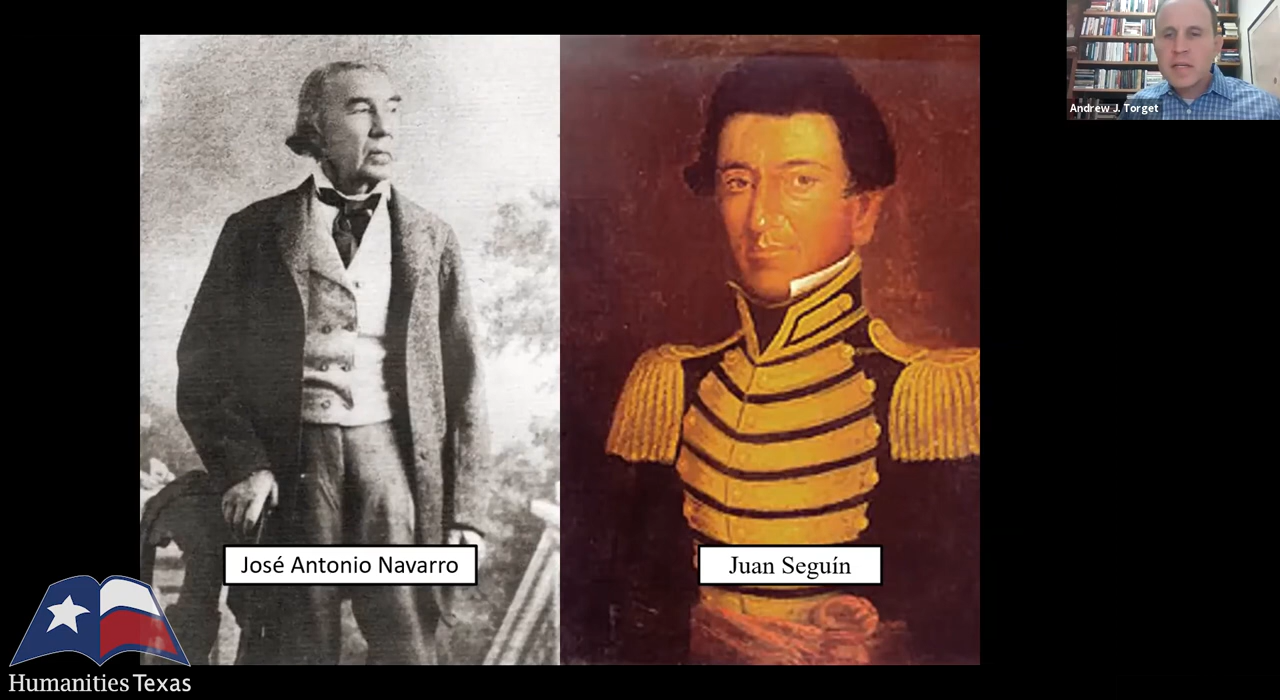 Andrew J. Torget
José Antonio Navarro
Juan Seguín
Humanities Texas